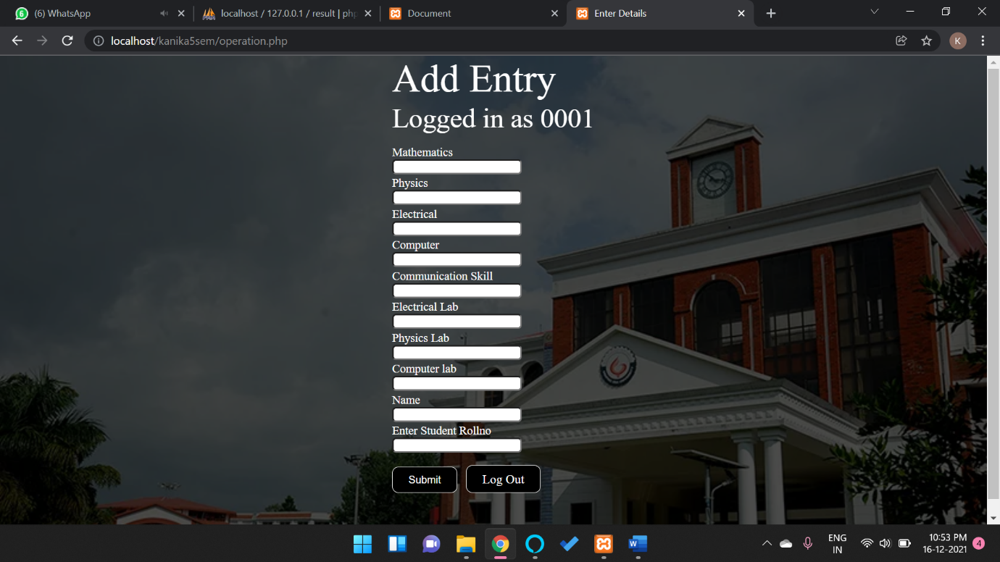 6 (6) WhatsApp
localhost / 127.0.0.1 / result | php
Document
Enter Details
localhost/kanika5sem/operation.php
K
Add Entry
Logged in as 0001
Mathematics
Physics
Electrical
Computer
Communication Skill
Electrical Lab
Physics Lab
Computer lab
Name
Enter Student Rollno
Submit
Log Out
W
ENG
IN
10:53 PM
16-12-2021
4